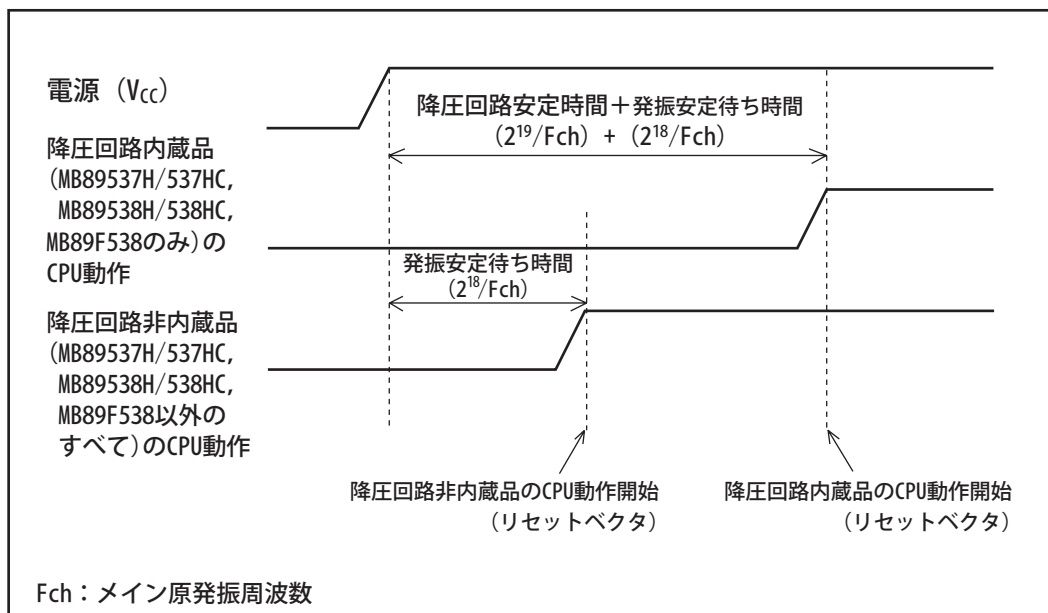 電源（VCC）
降圧回路安定時間＋発振安定待ち時間
（2¹⁹/Fch）+（2¹⁸/Fch）
降圧回路内蔵品
（MB89537H/537HC,
MB89538H/538HC,
MB89F538のみ）の
CPU動作
発振安定待ち時間
（2¹⁸/Fch）
降圧回路非内蔵品
（MB89537H/537HC,
MB89538H/538HC,
MB89F538以外の
すべて）のCPU動作
降圧回路非内蔵品のCPU動作開始
（リセットベクタ）
降圧回路内蔵品のCPU動作開始
（リセットベクタ）
Fch：メイン原発振周波数